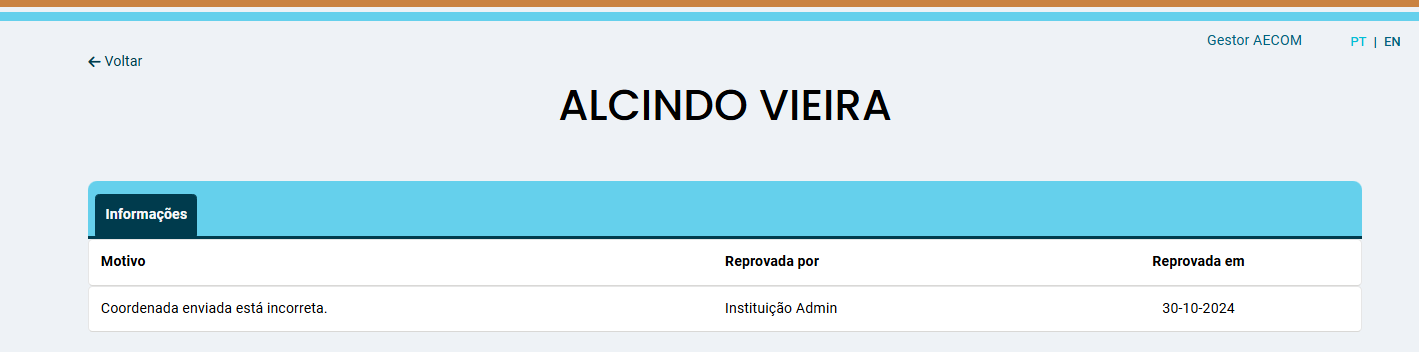 Gestor AECOM PT | EN
Voltar
ALCINDO VIEIRA
Informações
Motivo Reprovada por Reprovada em
Coordenada enviada está incorreta. Instituição Admin 30-10-2024